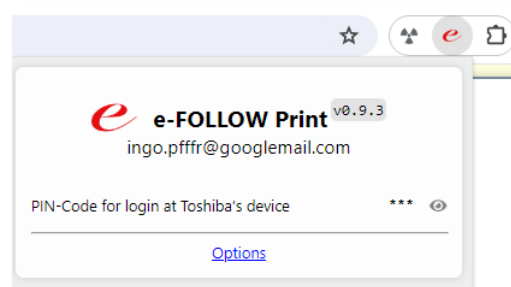 e e-FOLLOW Print v0.9.3
ingo.pfffr@googlemail.com
PIN-Code for login at Toshiba's device ***
Options